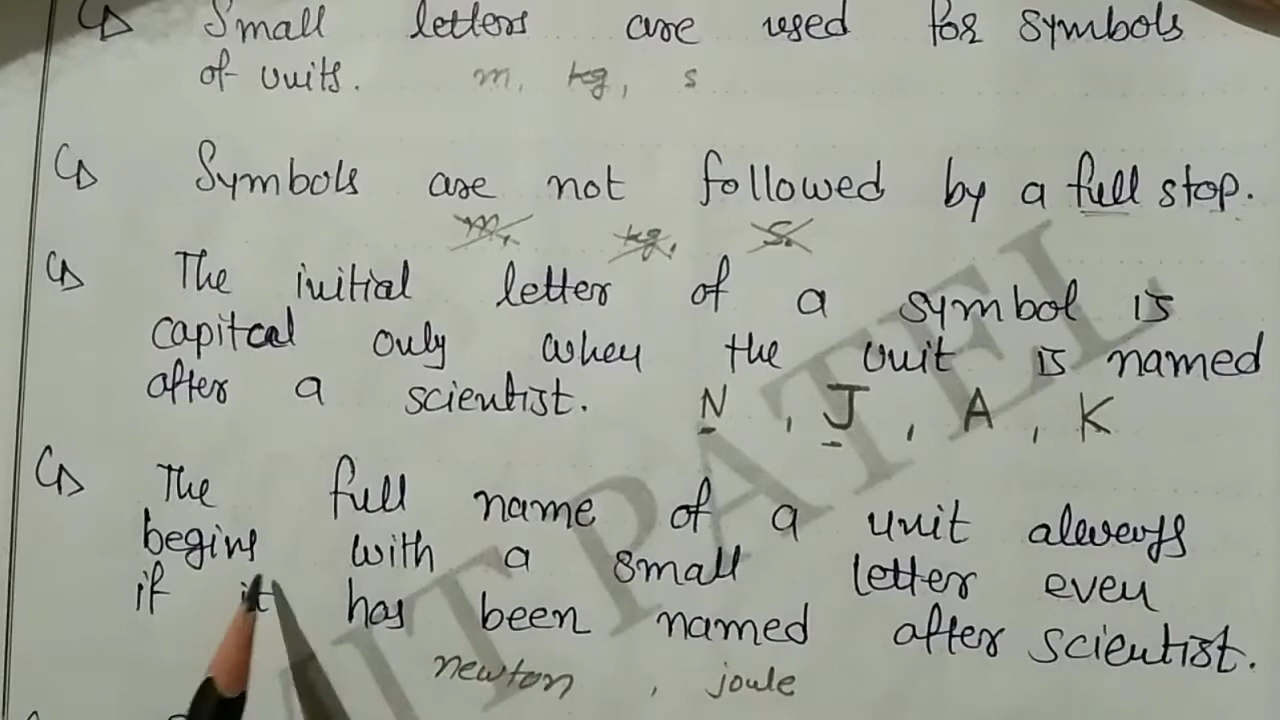 Small letters are used for symbols
of units. m, kg, s
Symbols are not followed by a full stop.
m. kg. s.
The initial letter of a symbol is
capital only when the unit is named
after a scientist. N, J, A, K
The full name of a unit always
begins with a small letter even
if it has been named after scientist.
newton, joule
IT PATEL